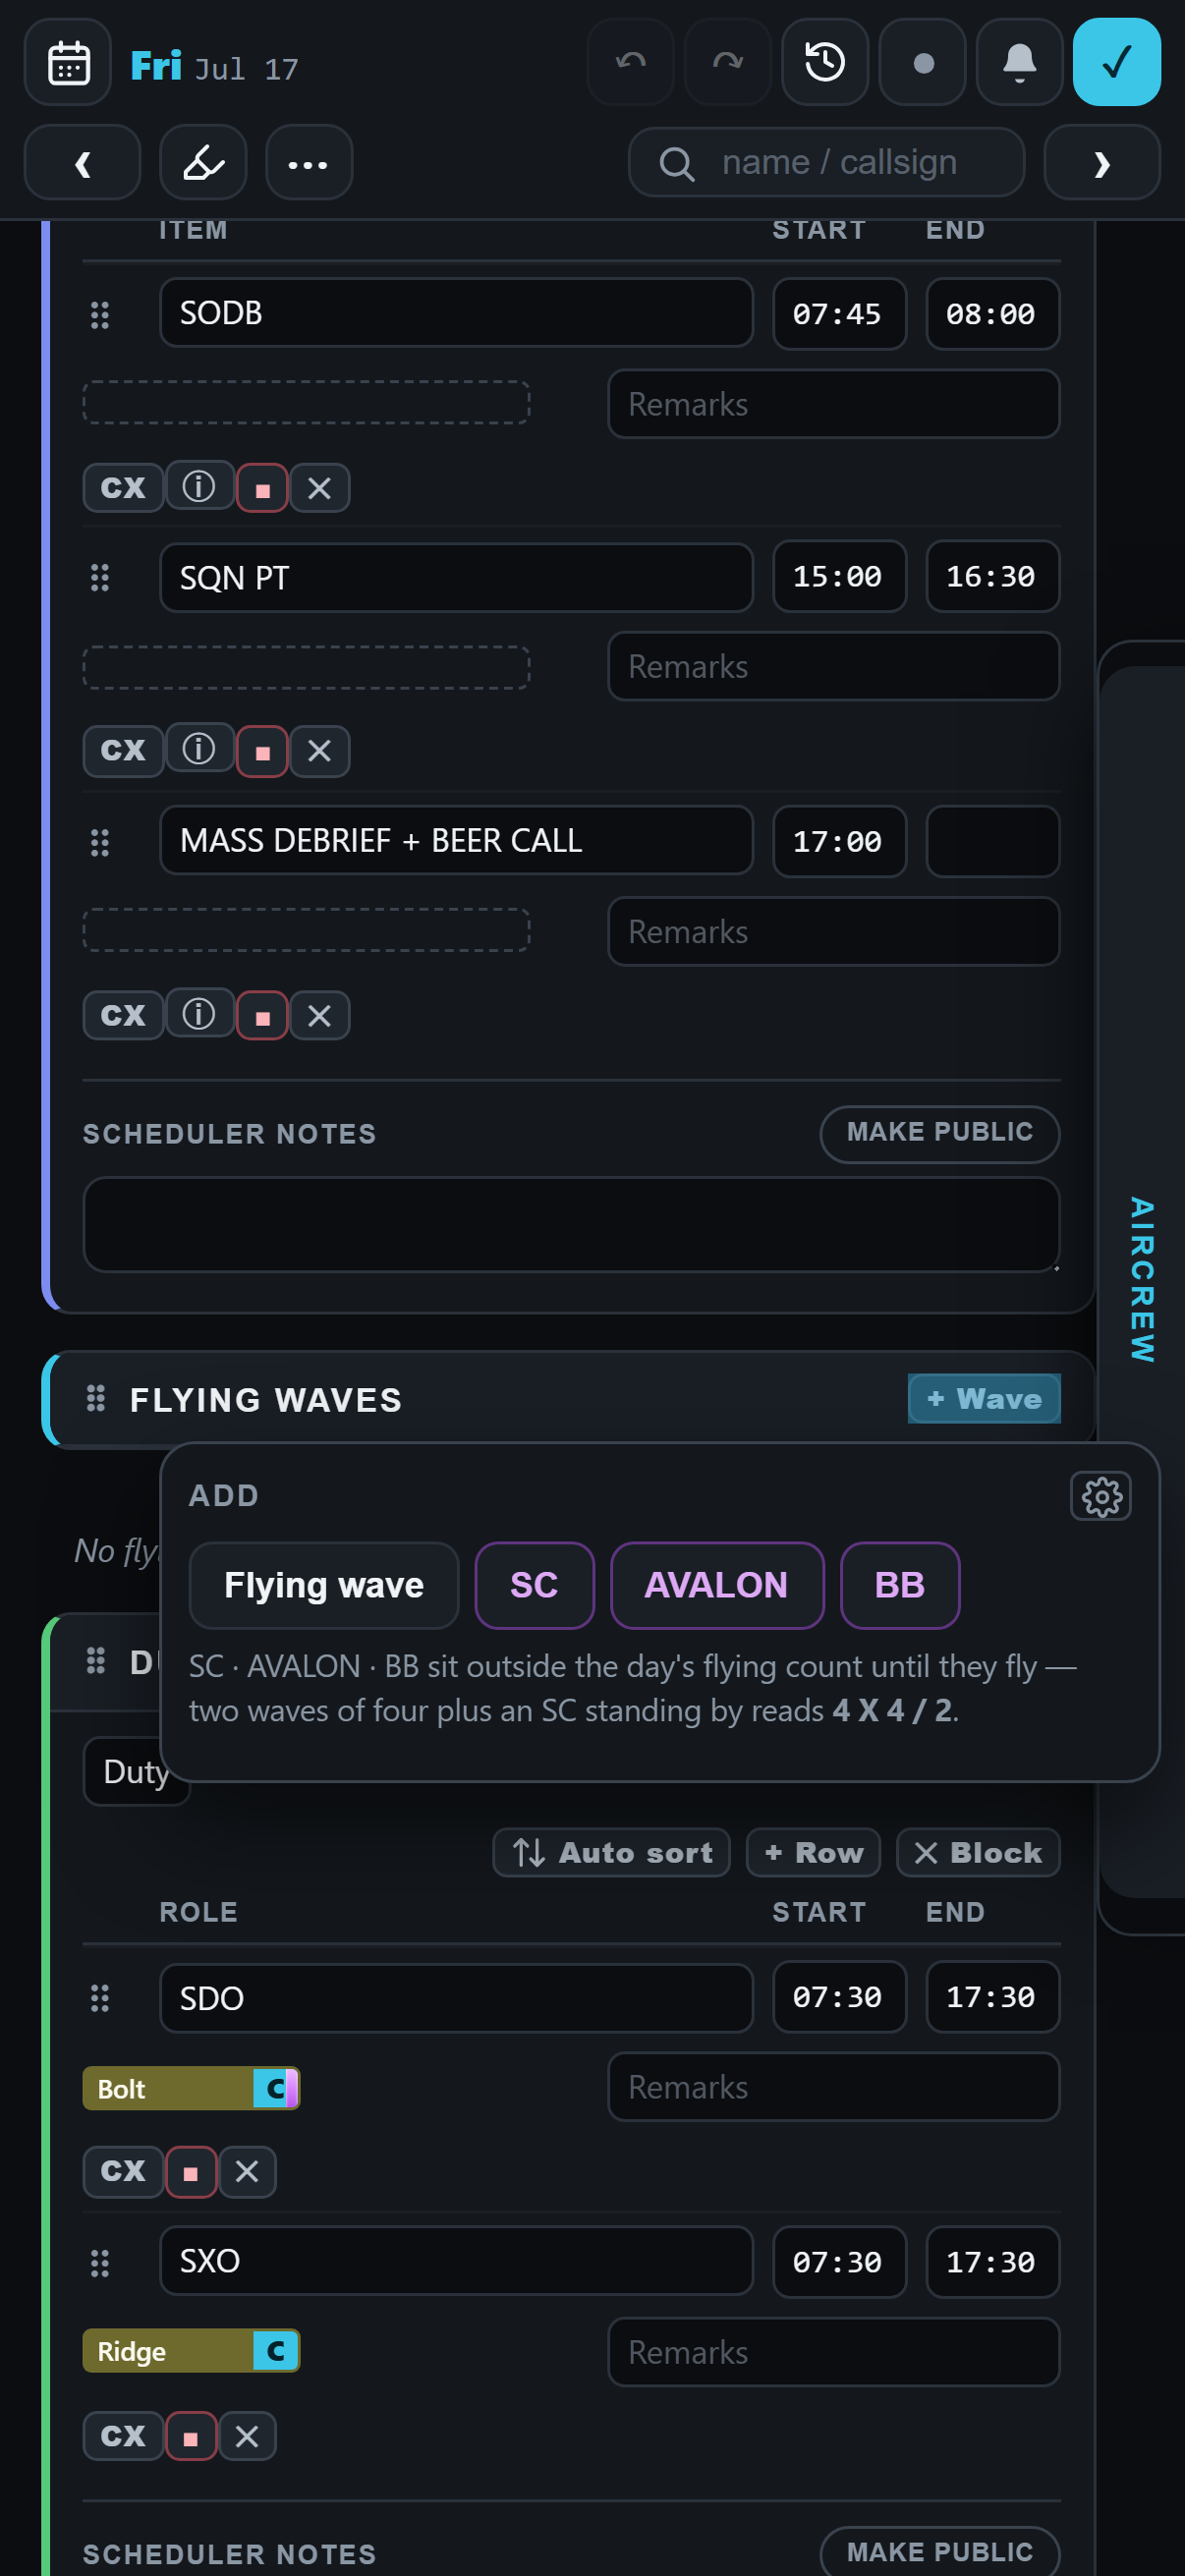 Fri Jul 17
name / callsign
ITEM START END
SODB 07:45 08:00
Remarks
CX
SQN PT 15:00 16:30
Remarks
CX
MASS DEBRIEF + BEER CALL 17:00
Remarks
CX
SCHEDULER NOTES MAKE PUBLIC
AIRCREW
FLYING WAVES + Wave
ADD
No fly
Flying wave SC AVALON BB
SC · AVALON · BB sit outside the day's flying count until they fly —
two waves of four plus an SC standing by reads 4 X 4 / 2.
Duty
Auto sort + Row × Block
ROLE START END
SDO 07:30 17:30
Bolt C Remarks
CX
SXO 07:30 17:30
Ridge C Remarks
CX
SCHEDULER NOTES MAKE PUBLIC